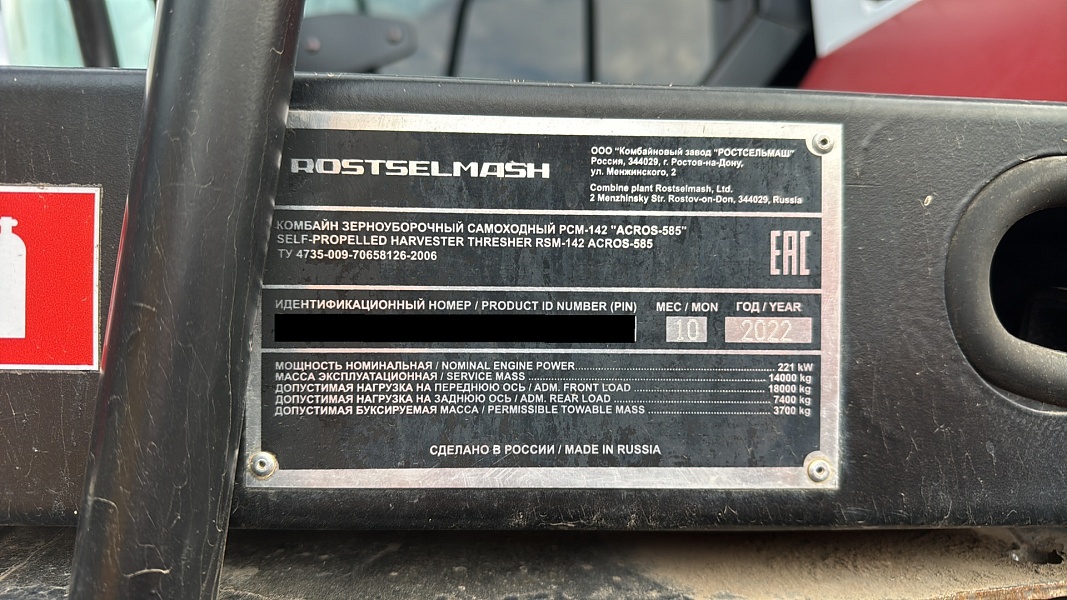 ROSTSELMASH
ООО "Комбайновый завод "РОСТСЕЛЬМАШ"
Россия, 344029, г. Ростов-на-Дону,
ул. Менжинского, 2
Combine plant Rostselmash, Ltd.
2 Menzhinsky Str. Rostov-on-Don, 344029, Russia
КОМБАЙН ЗЕРНОУБОРОЧНЫЙ САМОХОДНЫЙ РСМ-142 "ACROS-585"
SELF-PROPELLED HARVESTER THRESHER RSM-142 ACROS-585
ТУ 4735-009-70658126-2006
EAC
ИДЕНТИФИКАЦИОННЫЙ НОМЕР / PRODUCT ID NUMBER (PIN) МЕС / MON ГОД / YEAR
10 2022
МОЩНОСТЬ НОМИНАЛЬНАЯ / NOMINAL ENGINE POWER 221 kW
МАССА ЭКСПЛУАТАЦИОННАЯ / SERVICE MASS 14000 kg
ДОПУСТИМАЯ НАГРУЗКА НА ПЕРЕДНЮЮ ОСЬ / ADM. FRONT LOAD 18000 kg
ДОПУСТИМАЯ НАГРУЗКА НА ЗАДНЮЮ ОСЬ / ADM. REAR LOAD 7400 kg
ДОПУСТИМАЯ БУКСИРУЕМАЯ МАССА / PERMISSIBLE TOWABLE MASS 3700 kg
СДЕЛАНО В РОССИИ / MADE IN RUSSIA